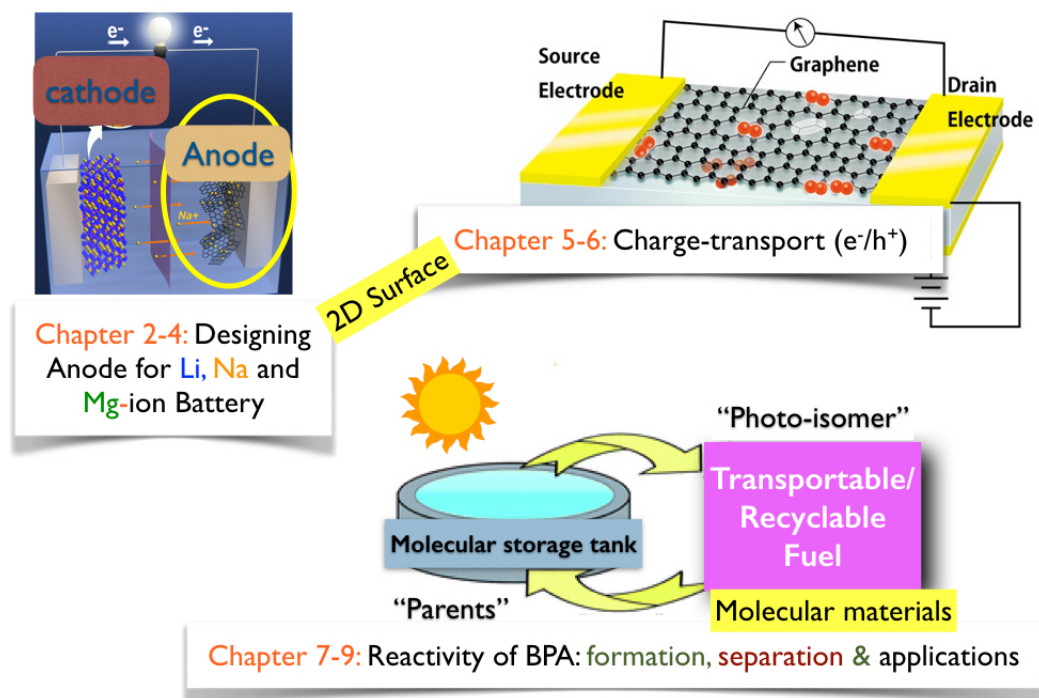 e- e-
cathode
Anode
Na+
Chapter 2-4: Designing
Anode for Li, Na and
Mg-ion Battery
2D Surface
Source
Electrode
Graphene
Drain
Electrode
Chapter 5-6: Charge-transport (e-/h+)
“Photo-isomer”
Transportable/
Recyclable
Fuel
Molecular storage tank
“Parents”
Molecular materials
Chapter 7-9: Reactivity of BPA: formation, separation & applications